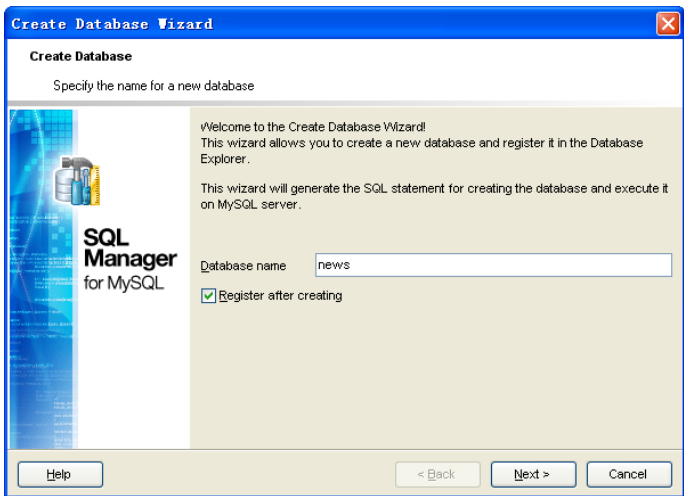 Create Database Wizard
Create Database
Specify the name for a new database
Welcome to the Create Database Wizard!
This wizard allows you to create a new database and register it in the Database
Explorer.
This wizard will generate the SQL statement for creating the database and execute it
on MySQL server.
SQL
Manager
for MySQL
Database name news
Register after creating
Help < Back Next > Cancel